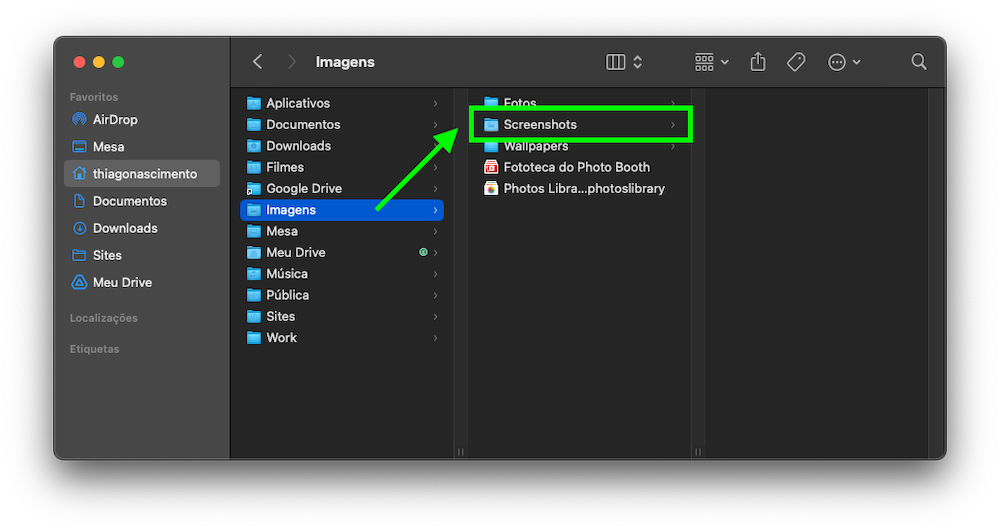 Imagens
Favoritos
AirDrop
Mesa
thiagonascimento
Documentos
Downloads
Sites
Meu Drive
Localizações
Etiquetas
Aplicativos
Documentos
Downloads
Filmes
Google Drive
Imagens
Mesa
Meu Drive
Música
Pública
Sites
Work
Fotos
Screenshots
Wallpapers
Fototeca do Photo Booth
Photos Libra...photoslibrary